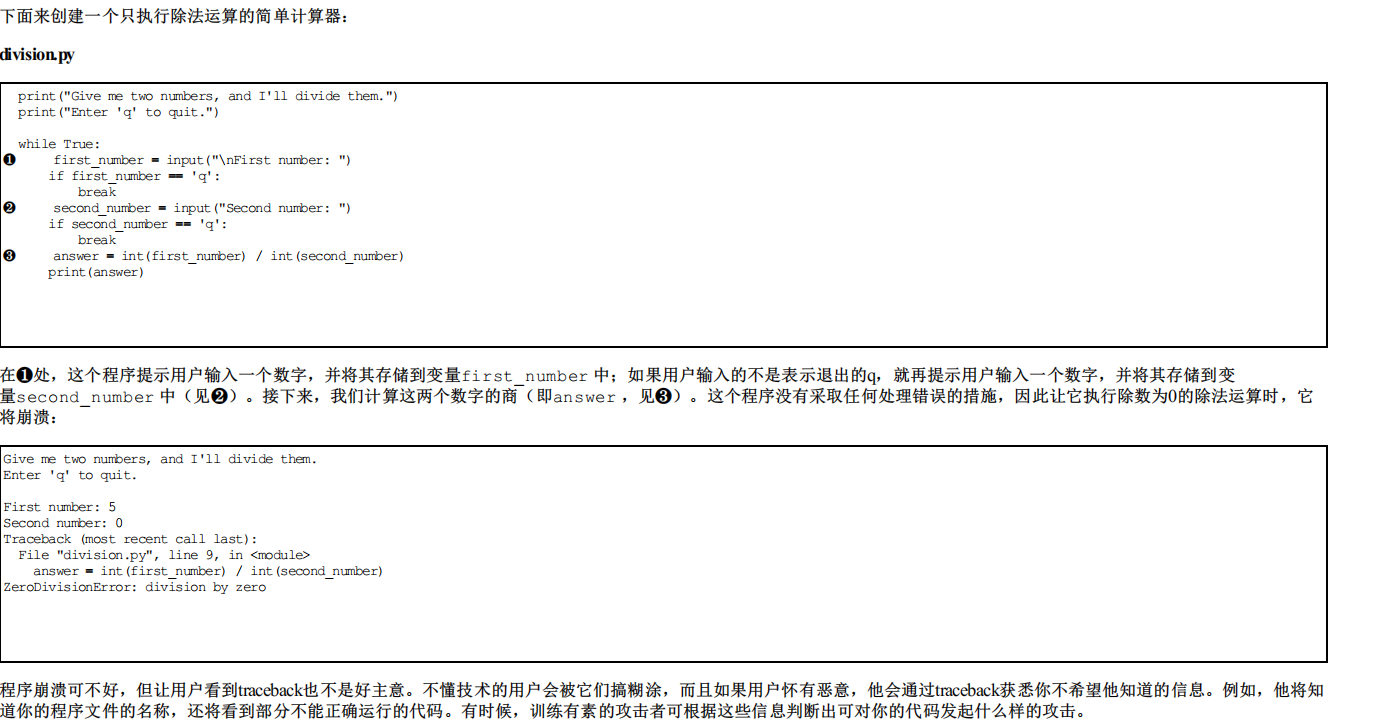 下面来创建一个只执行除法运算的简单计算器：
division.py
print("Give me two numbers, and I'll divide them.")
print("Enter 'q' to quit.")
while True:
❶ first_number = input("\nFirst number: ")
if first_number == 'q':
break
❷ second_number = input("Second number: ")
if second_number == 'q':
break
❸ answer = int(first_number) / int(second_number)
print(answer)
在❶处，这个程序提示用户输入一个数字，并将其存储到变量first_number 中；如果用户输入的不是表示退出的q，就再提示用户输入一个数字，并将其存储到变
量second_number 中（见❷）。接下来，我们计算这两个数字的商（即answer ，见❸）。这个程序没有采取任何处理错误的措施，因此让它执行除数为0的除法运算时，它
将崩溃：
Give me two numbers, and I'll divide them.
Enter 'q' to quit.
First number: 5
Second number: 0
Traceback (most recent call last):
File "division.py", line 9, in <module>
answer = int(first_number) / int(second_number)
ZeroDivisionError: division by zero
程序崩溃可不好，但让用户看到traceback也不是好主意。不懂技术的用户会被它们搞糊涂，而且如果用户怀有恶意，他会通过traceback获悉你不希望他知道的信息。例如，他将知
道你的程序文件的名称，还将看到部分不能正确运行的代码。有时候，训练有素的攻击者可根据这些信息判断出可对你的代码发起什么样的攻击。